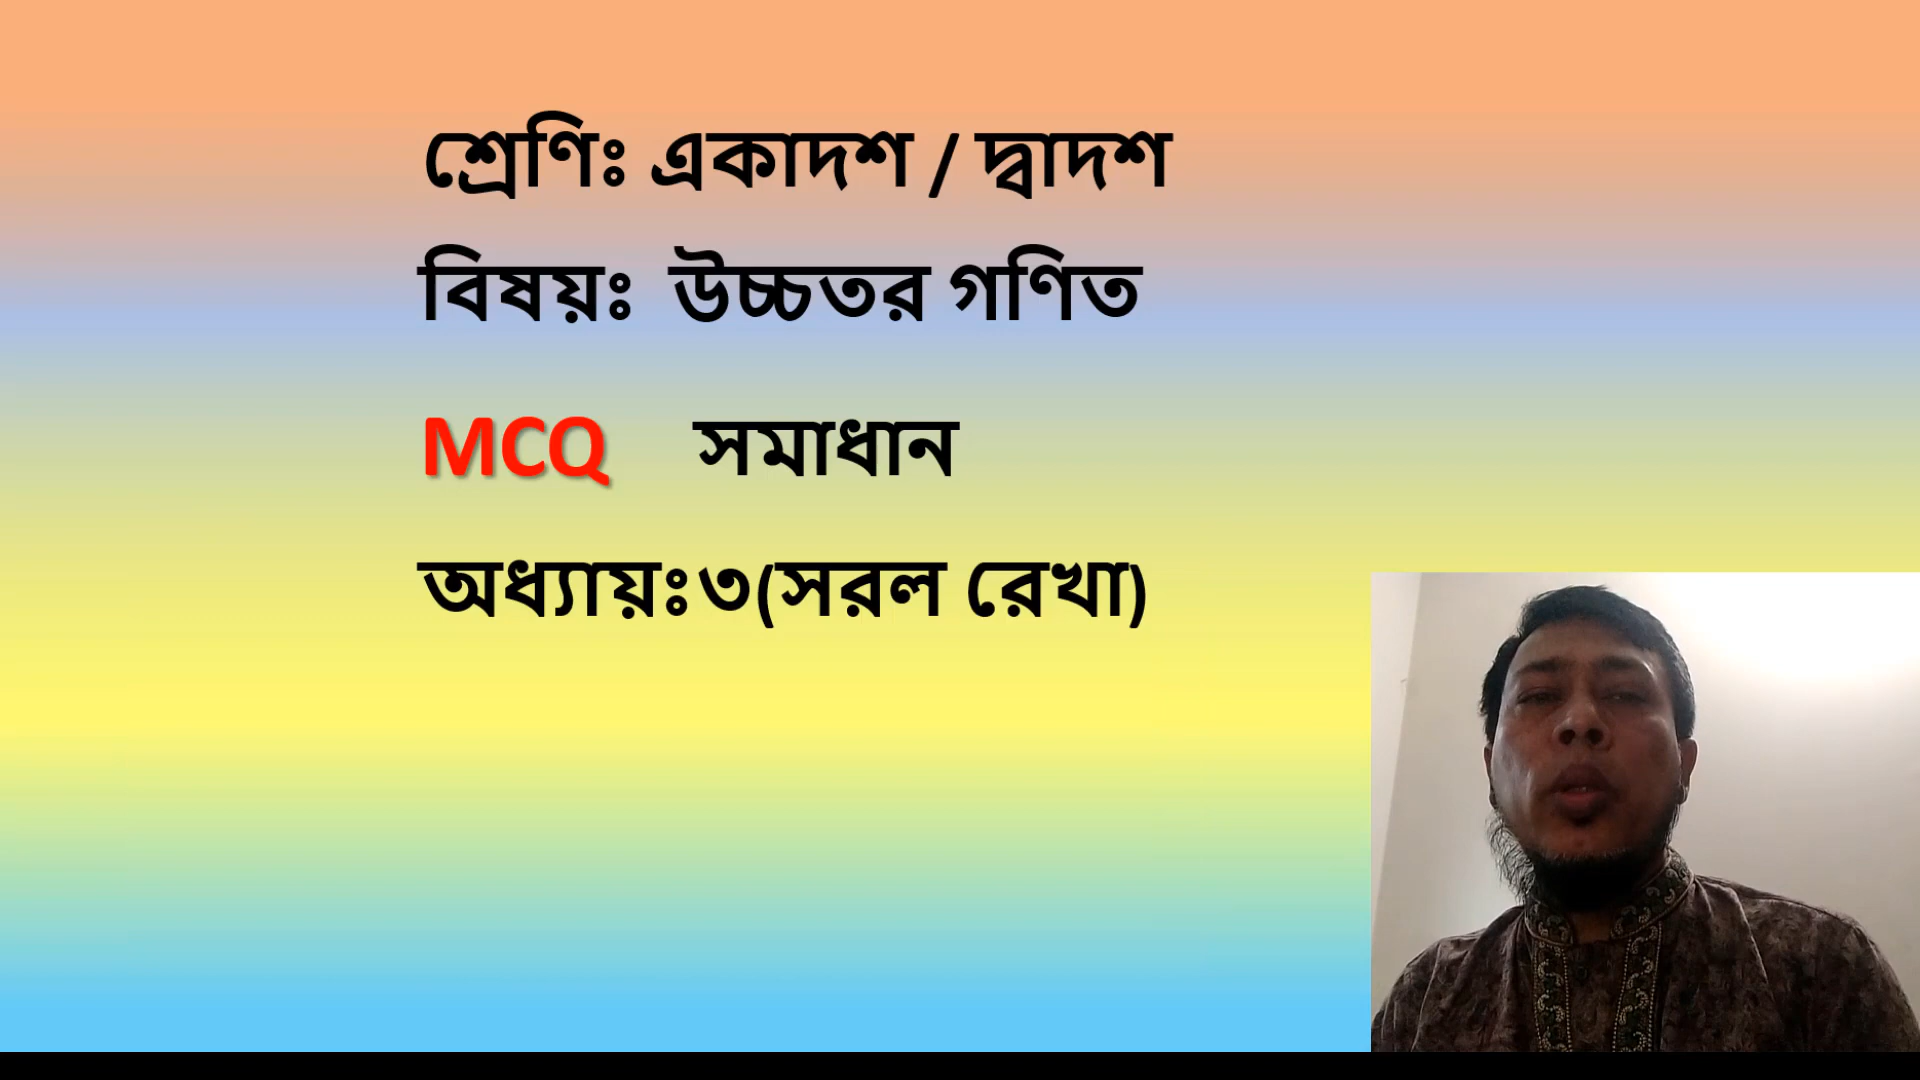 শ্রেণিঃ একাদশ / দ্বাদশ
বিষয়ঃ উচ্চতর গণিত
MCQ সমাধান
অধ্যায়ঃ৩(সরল রেখা)